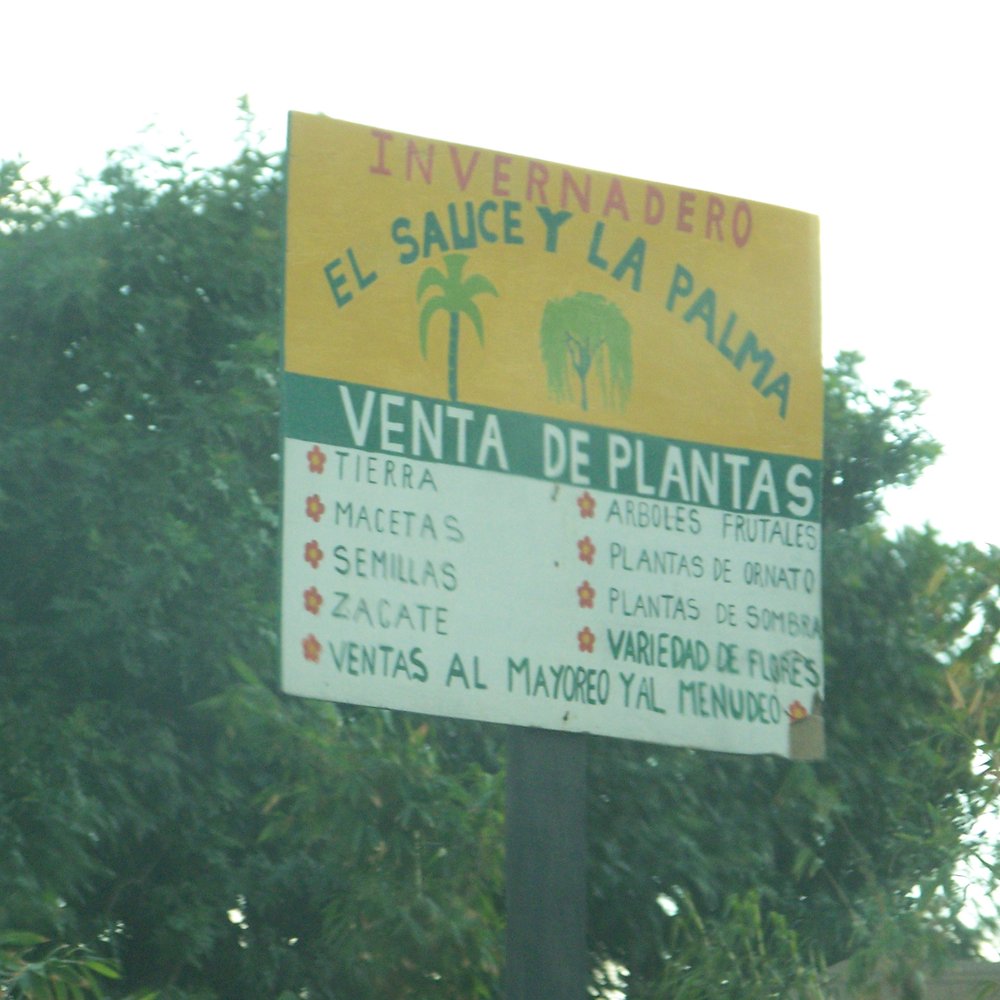 INVERNADERO
EL SAUCE Y LA PALMA
VENTA DE PLANTAS
TIERRA
MACETAS
SEMILLAS
ZACATE
ARBOLES FRUTALES
PLANTAS DE ORNATO
PLANTAS DE SOMBRA
VARIEDAD DE FLORES
VENTAS AL MAYOREO Y AL MENUDEO